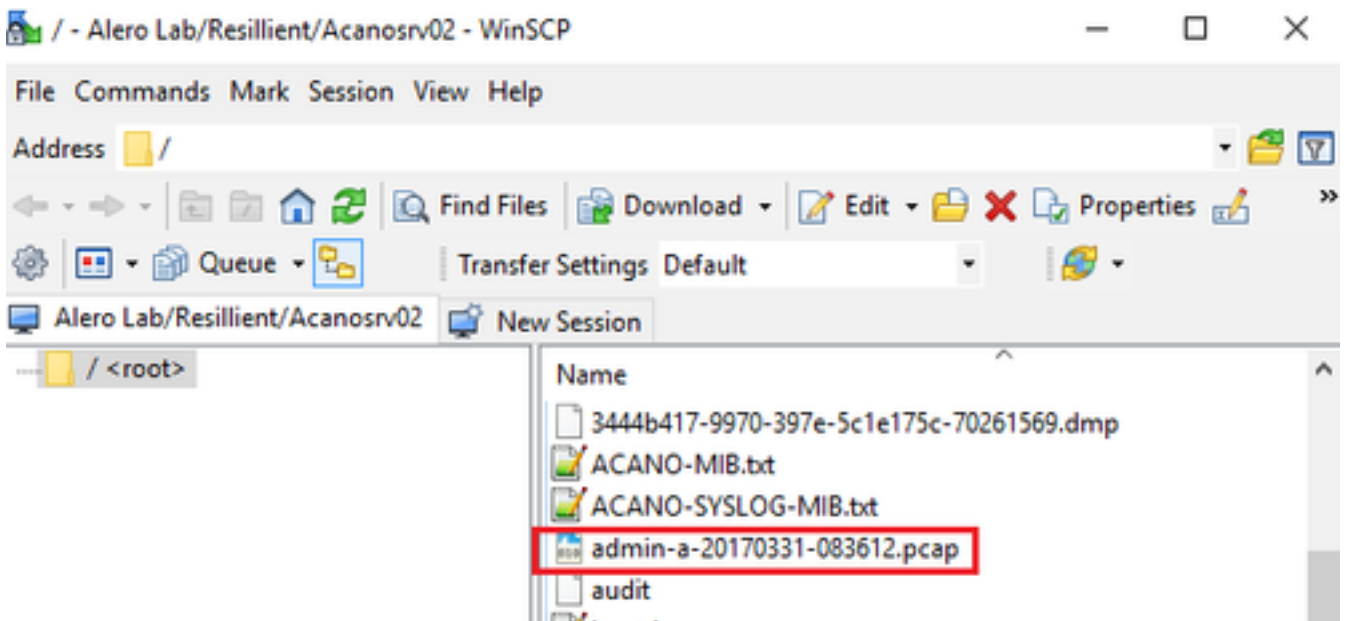 / - Alero Lab/Resillient/Acanosrv02 - WinSCP
File Commands Mark Session View Help
Address /
Find Files Download Edit Properties »
Queue Transfer Settings Default
Alero Lab/Resillient/Acanosrv02 New Session
/ <root>
Name
3444b417-9970-397e-5c1e175c-70261569.dmp
ACANO-MIB.txt
ACANO-SYSLOG-MIB.txt
admin-a-20170331-083612.pcap
audit